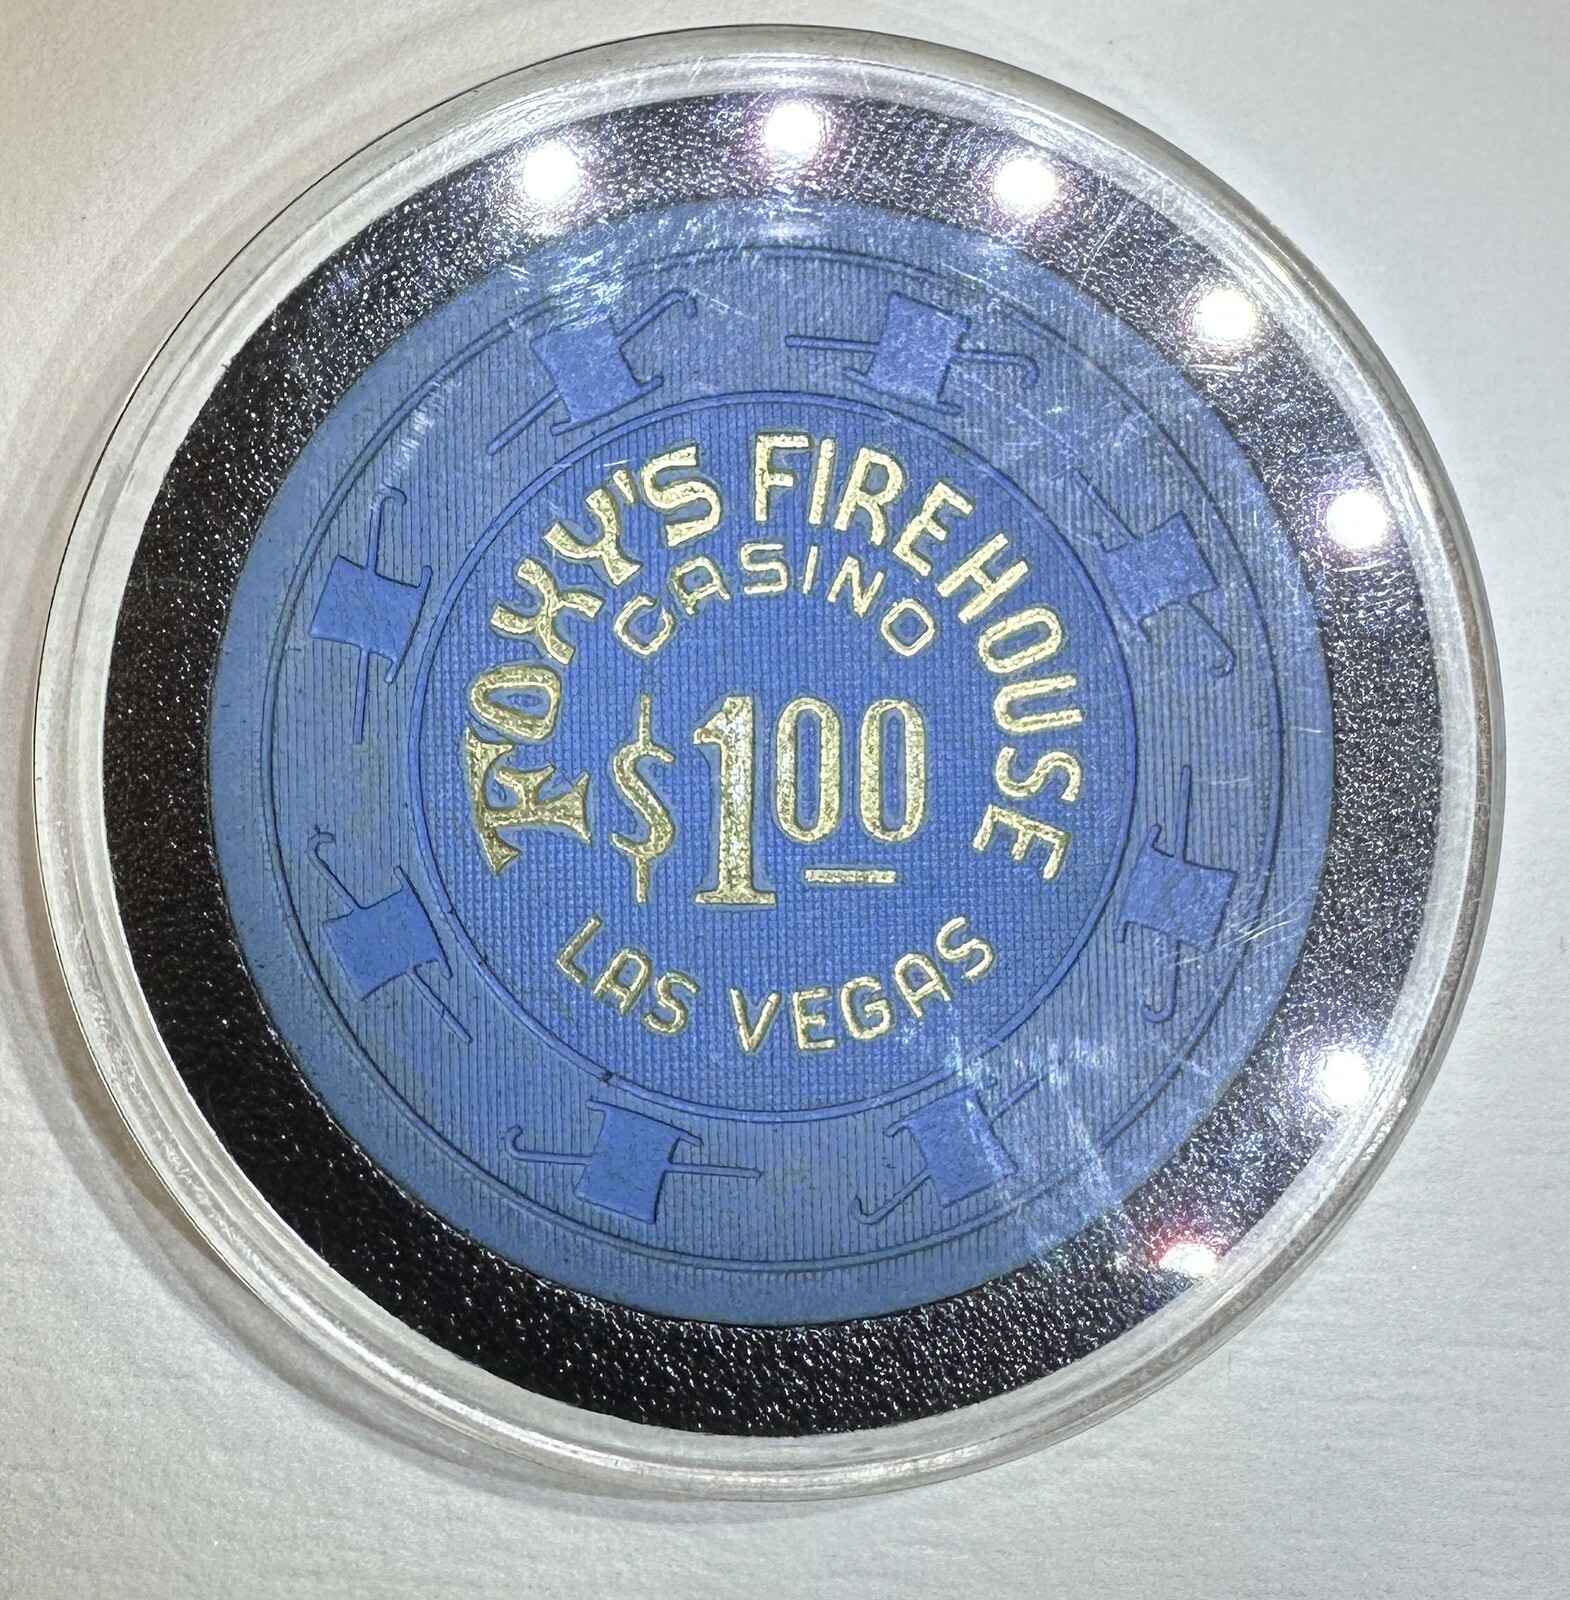 FOXY'S FIREHOUSE
CASINO
$1.00
LAS VEGAS